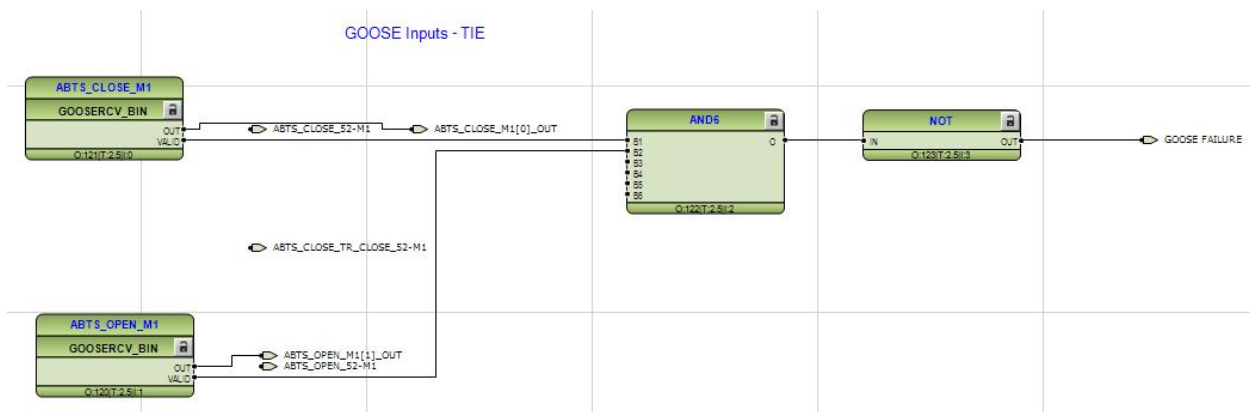 GOOSE Inputs - TIE
ABTS_CLOSE_M1
GOOSERCV_BIN
OUT
VALID
O:121|T:2.5|I:0
ABTS_CLOSE_52-M1
ABTS_CLOSE_M1[0]_OUT
AND6
B1
B2
B3
B4
B5
B6
O
O:122|T:2.5|I:2
NOT
IN
OUT
O:123|T:2.5|I:3
GOOSE FAILURE
ABTS_CLOSE_TR_CLOSE_52-M1
ABTS_OPEN_M1
GOOSERCV_BIN
OUT
VALID
O:120|T:2.5|I:1
ABTS_OPEN_M1[1]_OUT
ABTS_OPEN_52-M1